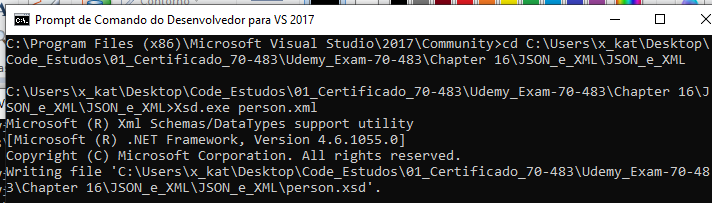 Prompt de Comando do Desenvolvedor para VS 2017
C:\Program Files (x86)\Microsoft Visual Studio\2017\Community>cd C:\Users\x_kat\Desktop\
Code_Estudos\01_Certificado_70-483\Udemy_Exam-70-483\Chapter 16\JSON_e_XML\JSON_e_XML
C:\Users\x_kat\Desktop\Code_Estudos\01_Certificado_70-483\Udemy_Exam-70-483\Chapter 16\J
SON_e_XML\JSON_e_XML>Xsd.exe person.xml
Microsoft (R) Xml Schemas/DataTypes support utility
[Microsoft (R) .NET Framework, Version 4.6.1055.0]
Copyright (C) Microsoft Corporation. All rights reserved.
Writing file 'C:\Users\x_kat\Desktop\Code_Estudos\01_Certificado_70-483\Udemy_Exam-70-48
3\Chapter 16\JSON_e_XML\JSON_e_XML\person.xsd'.